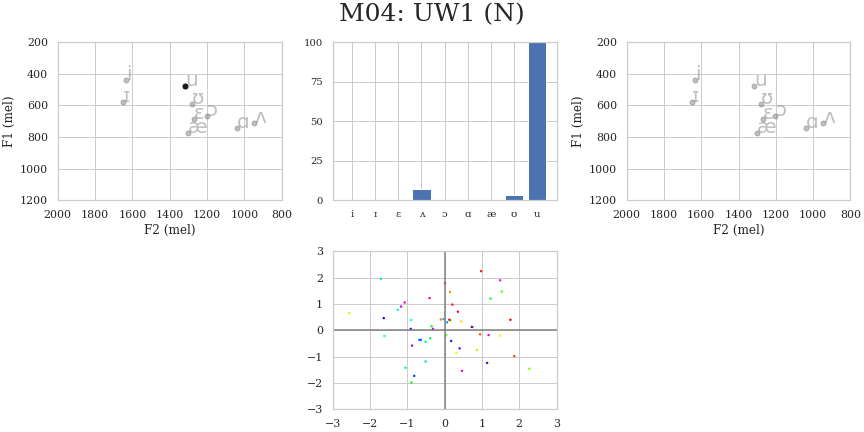 M04: UW1 (N)
200
400
600
800
1000
1200
F1 (mel)
2000 1800 1600 1400 1200 1000 800
F2 (mel)
i
u
ɪ
ʊ
ɛ ɔ
æ ɑ ʌ
100
75
50
25
0
i ɪ ε ʌ ɔ ɑ æ ʊ u
200
400
600
800
1000
1200
F1 (mel)
2000 1800 1600 1400 1200 1000 800
F2 (mel)
i
u
ɪ
ʊ
ɛ ɔ
æ ɑ ʌ
3
2
1
0
−1
−2
−3
−3 −2 −1 0 1 2 3